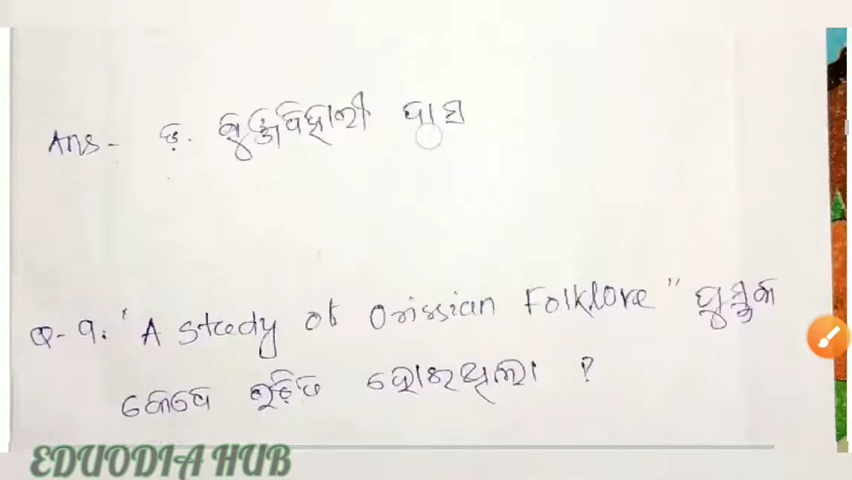 Ans- ଡ. କୁଞ୍ଜବିହାରୀ ଦାସ
Q- 9. "A study of Orissian Folklore" ପୁସ୍ତକ
କେବେ ରଚିତ ହୋଇଥିଲା ?
EDUODIA HUB